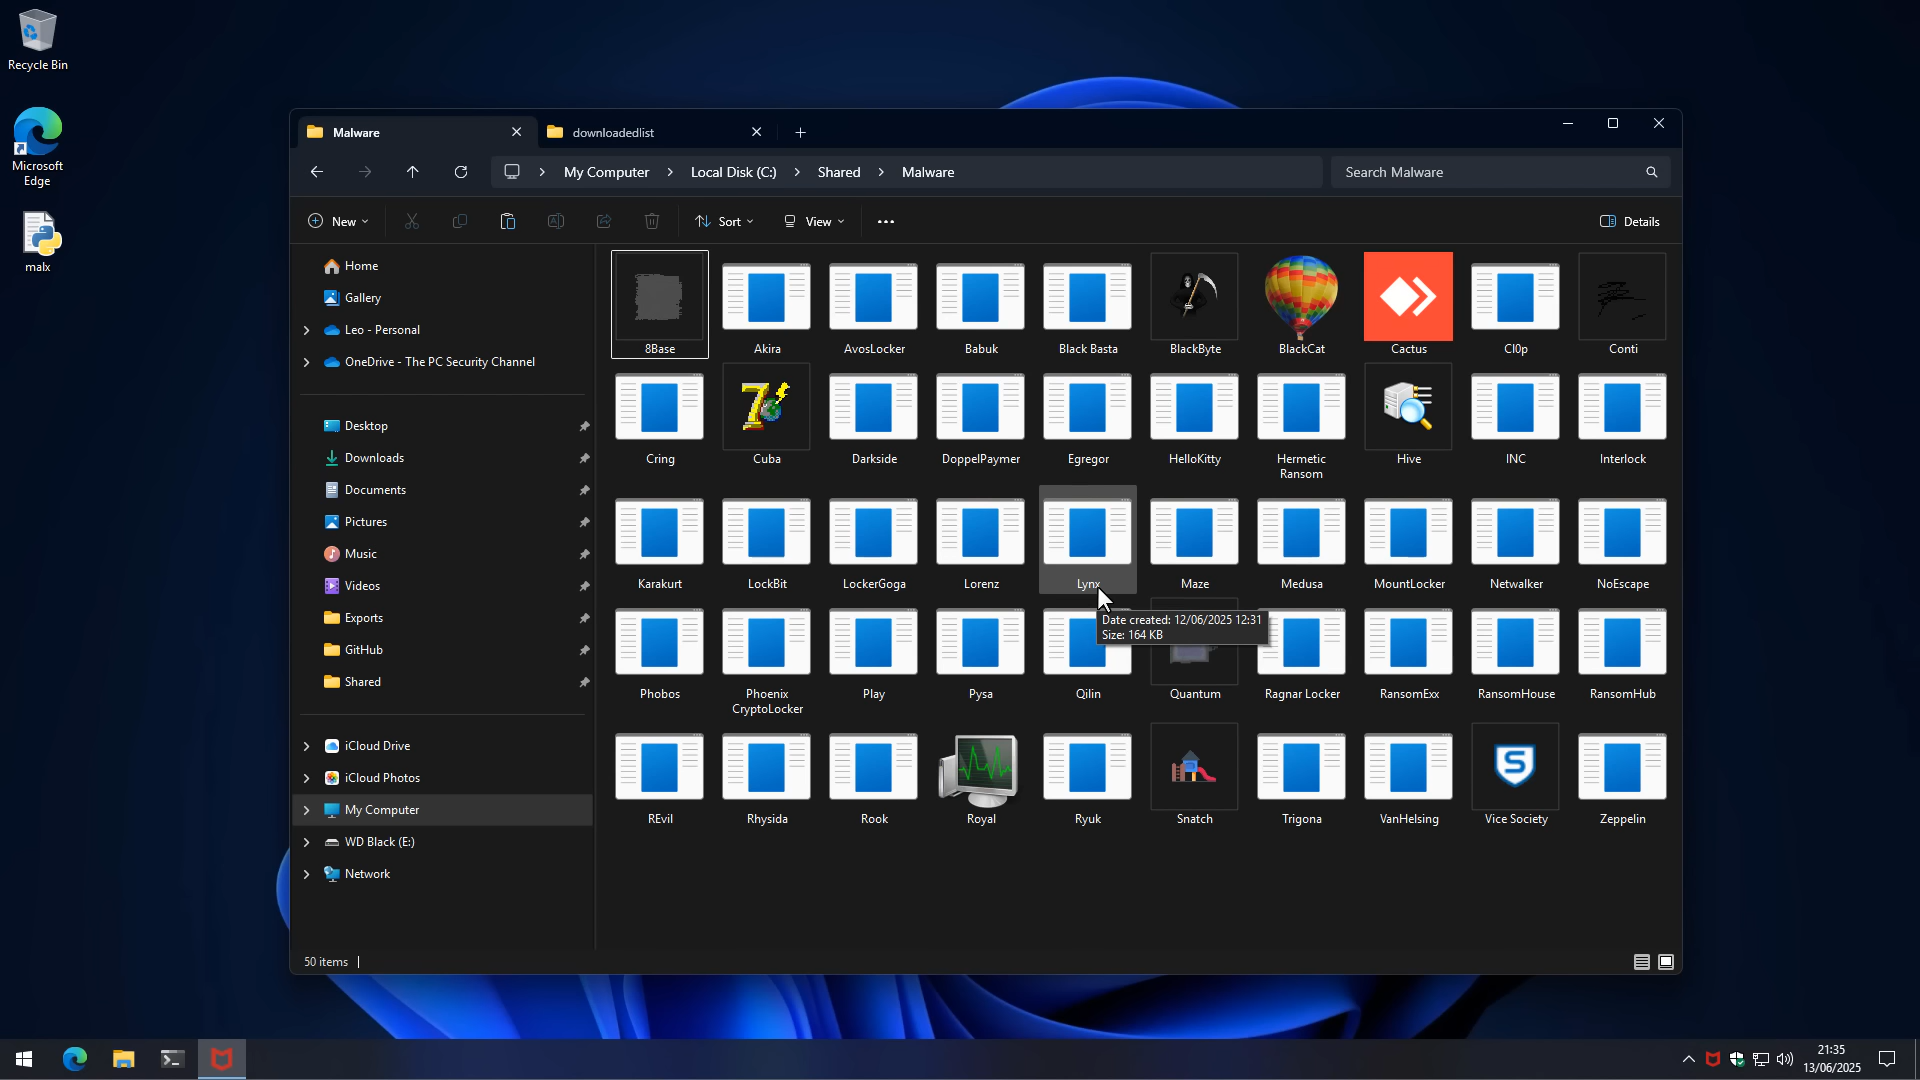 Recycle Bin
Microsoft
Edge
malx
Malware
downloadedlist
My Computer
Local Disk (C:)
Shared
Malware
Search Malware
New
Sort
View
Details
Home
Gallery
Leo - Personal
OneDrive - The PC Security Channel
Desktop
Downloads
Documents
Pictures
Music
Videos
Exports
GitHub
Shared
iCloud Drive
iCloud Photos
My Computer
WD Black (E:)
Network
8Base
Akira
AvosLocker
Babuk
Black Basta
BlackByte
BlackCat
Cactus
Cl0p
Conti
Cring
Cuba
Darkside
DoppelPaymer
Egregor
HelloKitty
Hermetic
Ransom
Hive
INC
Interlock
Karakurt
LockBit
LockerGoga
Lorenz
Lynx
Maze
Medusa
MountLocker
Netwalker
NoEscape
Date created: 12/06/2025 12:31
Size: 164 KB
Phobos
Phoenix
CryptoLocker
Play
Pysa
Qilin
Quantum
Ragnar Locker
RansomExx
RansomHouse
RansomHub
REvil
Rhysida
Rook
Royal
Ryuk
Snatch
Trigona
VanHelsing
Vice Society
Zeppelin
50 items
21:35
13/06/2025